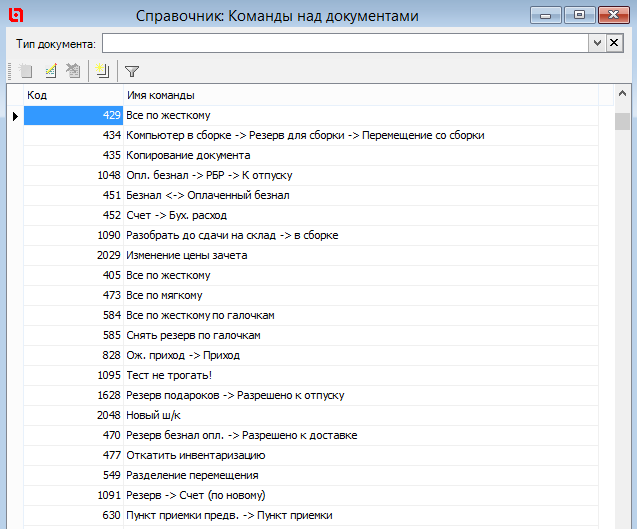 Справочник: Команды над документами
Тип документа:
Код Имя команды
429 Все по жесткому
434 Компьютер в сборке -> Резерв для сборки -> Перемещение со сборки
435 Копирование документа
1048 Опл. безнал -> РБР -> К отпуску
451 Безнал <-> Оплаченный безнал
452 Счет -> Бух. расход
1090 Разобрать до сдачи на склад -> в сборке
2029 Изменение цены зачета
405 Все по жесткому
473 Все по мягкому
584 Все по жесткому по галочкам
585 Снять резерв по галочкам
828 Ож. приход -> Приход
1095 Тест не трогать!
1628 Резерв подароков -> Разрешено к отпуску
2048 Новый ш/к
470 Резерв безнал опл. -> Разрешено к доставке
477 Откатить инвентаризацию
549 Разделение перемещения
1091 Резерв -> Счет (по новому)
630 Пункт приемки предв. -> Пункт приемки